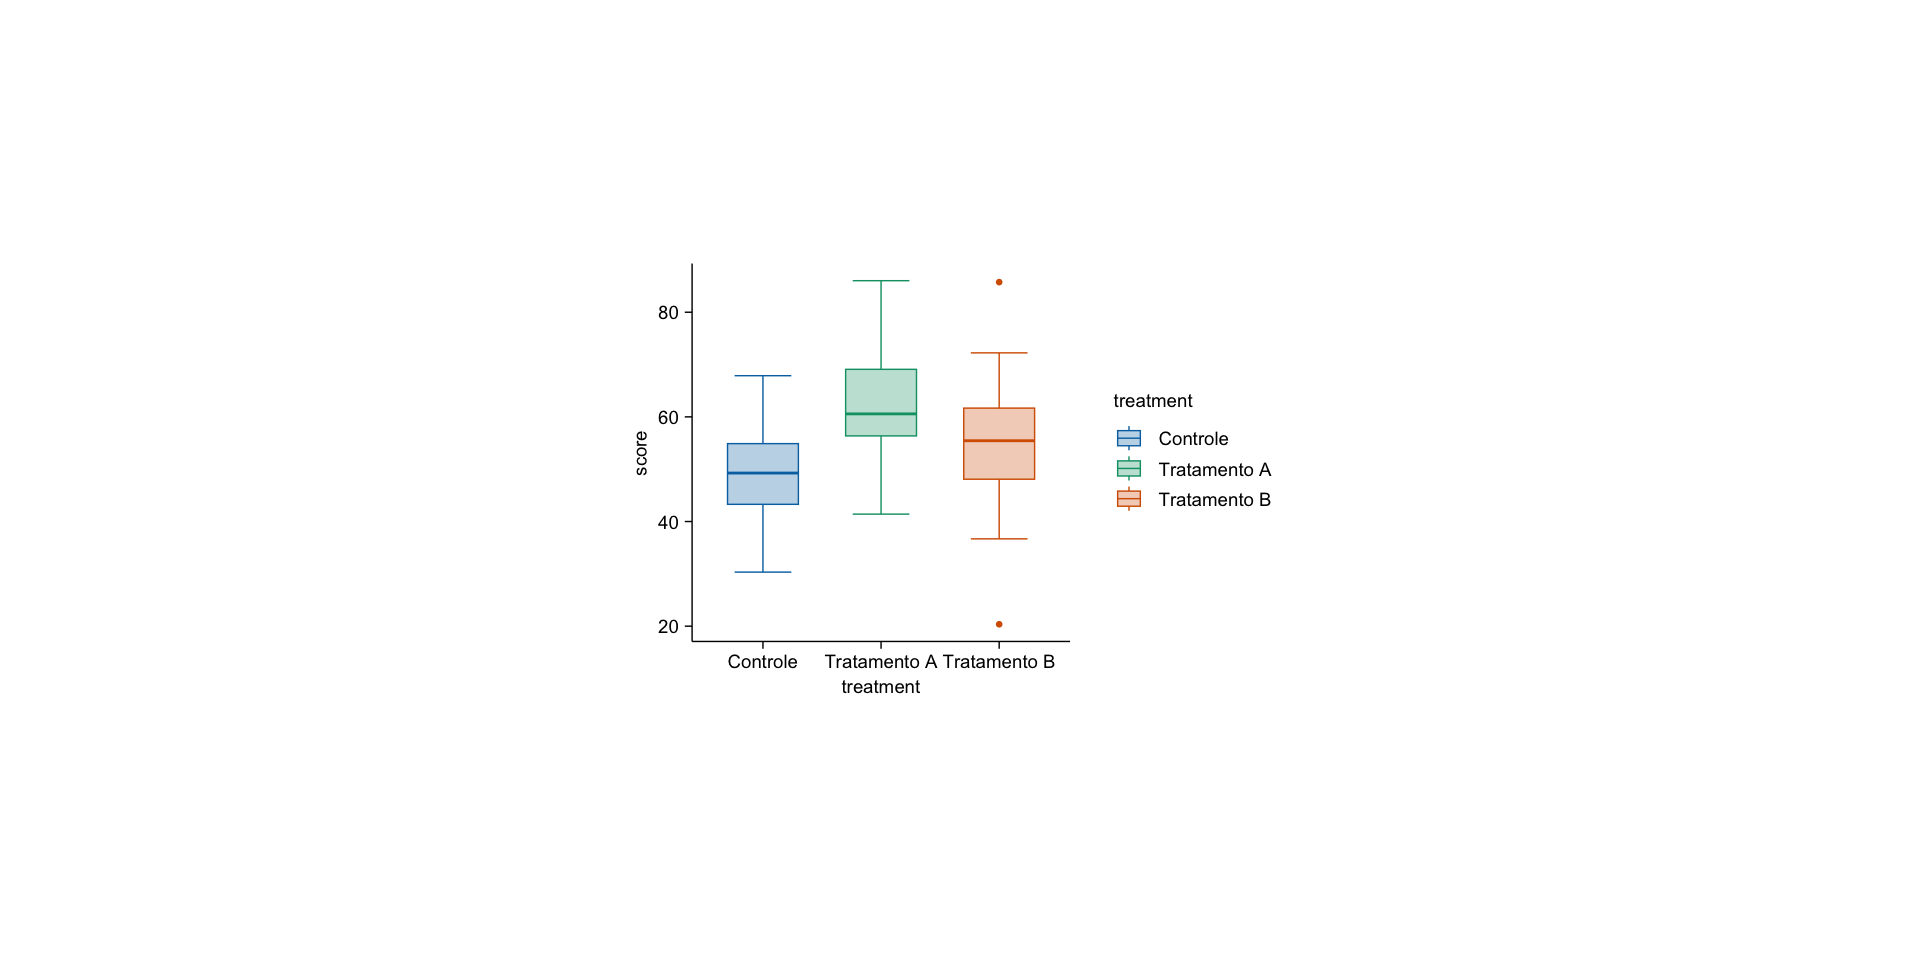 score
80
60
40
20
Controle
Tratamento A
Tratamento B
treatment
treatment
Controle
Tratamento A
Tratamento B